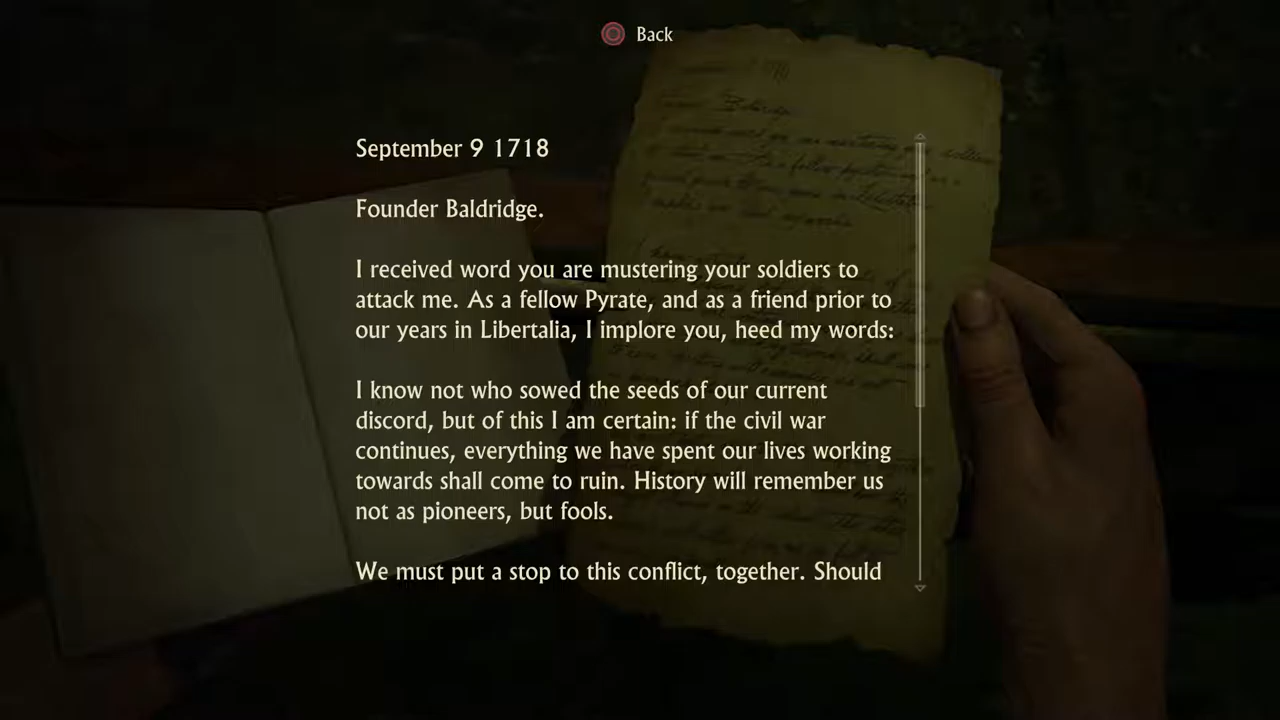 Back
September 9 1718
Founder Baldridge.
I received word you are mustering your soldiers to
attack me. As a fellow Pyrate, and as a friend prior to
our years in Libertalia, I implore you, heed my words:
I know not who sowed the seeds of our current
discord, but of this I am certain: if the civil war
continues, everything we have spent our lives working
towards shall come to ruin. History will remember us
not as pioneers, but fools.
We must put a stop to this conflict, together. Should